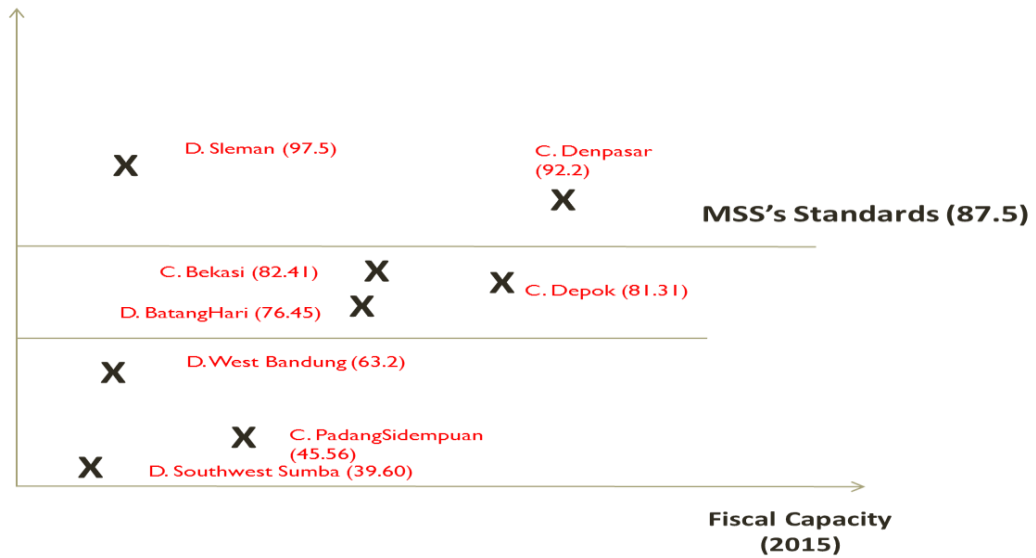 D. Sleman (97.5)
C. Denpasar
(92.2)
MSS's Standards (87.5)
C. Bekasi (82.41)
C. Depok (81.31)
D. BatangHari (76.45)
D. West Bandung (63.2)
C. PadangSidempuan
(45.56)
D. Southwest Sumba (39.60)
Fiscal Capacity
(2015)